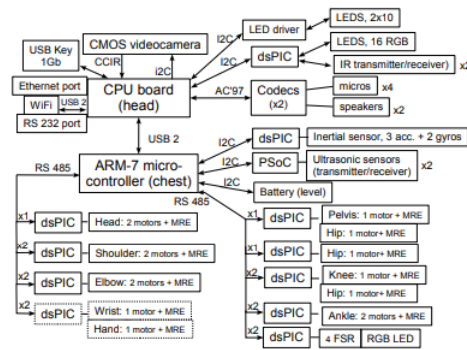 USB Key
1Gb
CMOS videocamera
LED driver
LEDS, 2x10
CCIR
i2C
I2C
dsPIC
LEDS, 16 RGB
I2C
IR transmitter/receiver) x2
Ethernet port
WiFi
RS 232 port
USB 2
CPU board
(head)
AC'97
Codecs
(x2)
micros x4
speakers x2
USB 2
dsPIC
Inertial sensor, 3 acc. + 2 gyros
I2C
ARM-7 micro-
controller (chest)
I2C
PSoC
Ultrasonic sensors
(transmitter/receiver)
x2
I2C
Battery (level)
RS 485
RS 485
x1
dsPIC
Head: 2 motors + MRE
x2
dsPIC
Shoulder: 2 motors + MRE
x2
dsPIC
Elbow: 2 motors + MRE
x2
dsPIC
Wrist: 1 motor + MRE
Hand: 1 motor + MRE
x1
dsPIC
Pelvis: 1 motor + MRE
Hip: 1 motor + MRE
x1
dsPIC
Hip: 1 motor + MRE
x2
dsPIC
Knee: 1 motor + MRE
Hip: 1 motor + MRE
x2
dsPIC
Ankle: 2 motors + MRE
x2
dsPIC
4 FSR
RGB LED